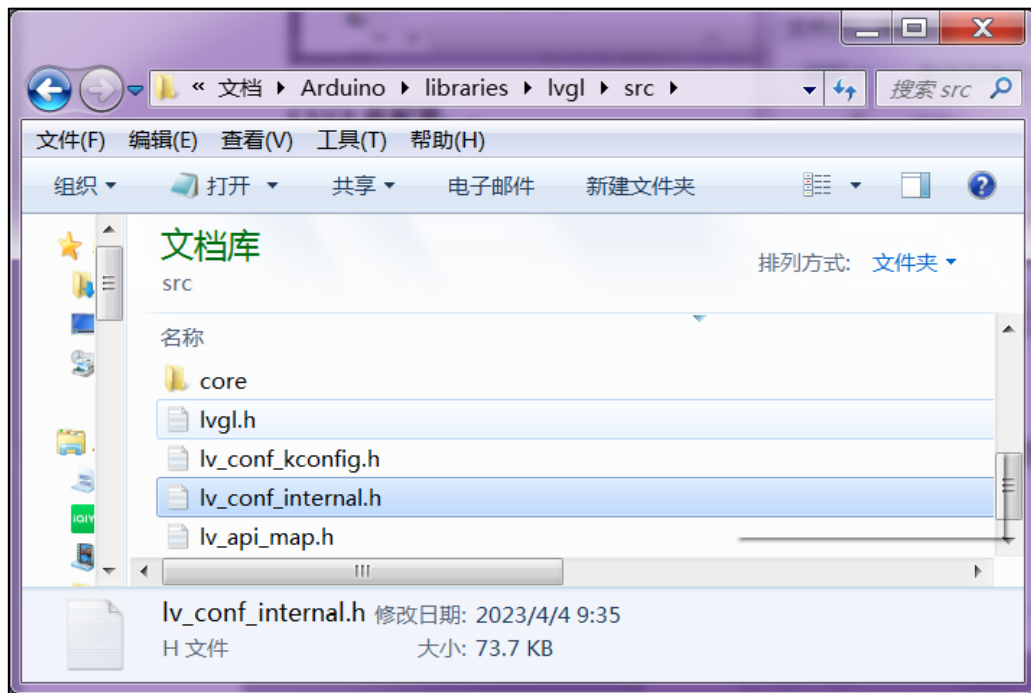 « 文档 ▸ Arduino ▸ libraries ▸ lvgl ▸ src ▸ 搜索 src
文件(F) 编辑(E) 查看(V) 工具(T) 帮助(H)
组织 打开 共享 电子邮件 新建文件夹
文档库
src
排列方式: 文件夹
名称
core
lvgl.h
lv_conf_kconfig.h
lv_conf_internal.h
lv_api_map.h
lv_conf_internal.h 修改日期: 2023/4/4 9:35
H 文件 大小: 73.7 KB